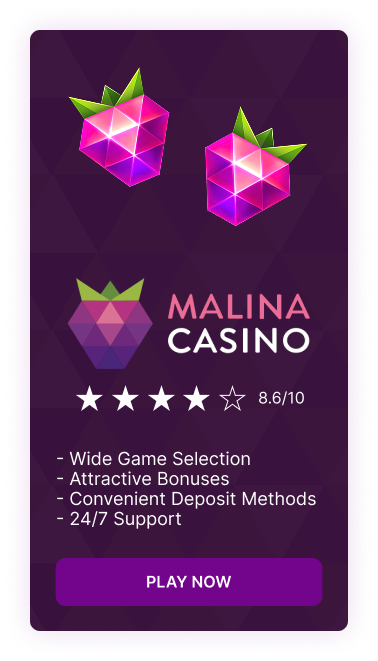 MALINA
CASINO
8.6/10
- Wide Game Selection
- Attractive Bonuses
- Convenient Deposit Methods
- 24/7 Support
PLAY NOW